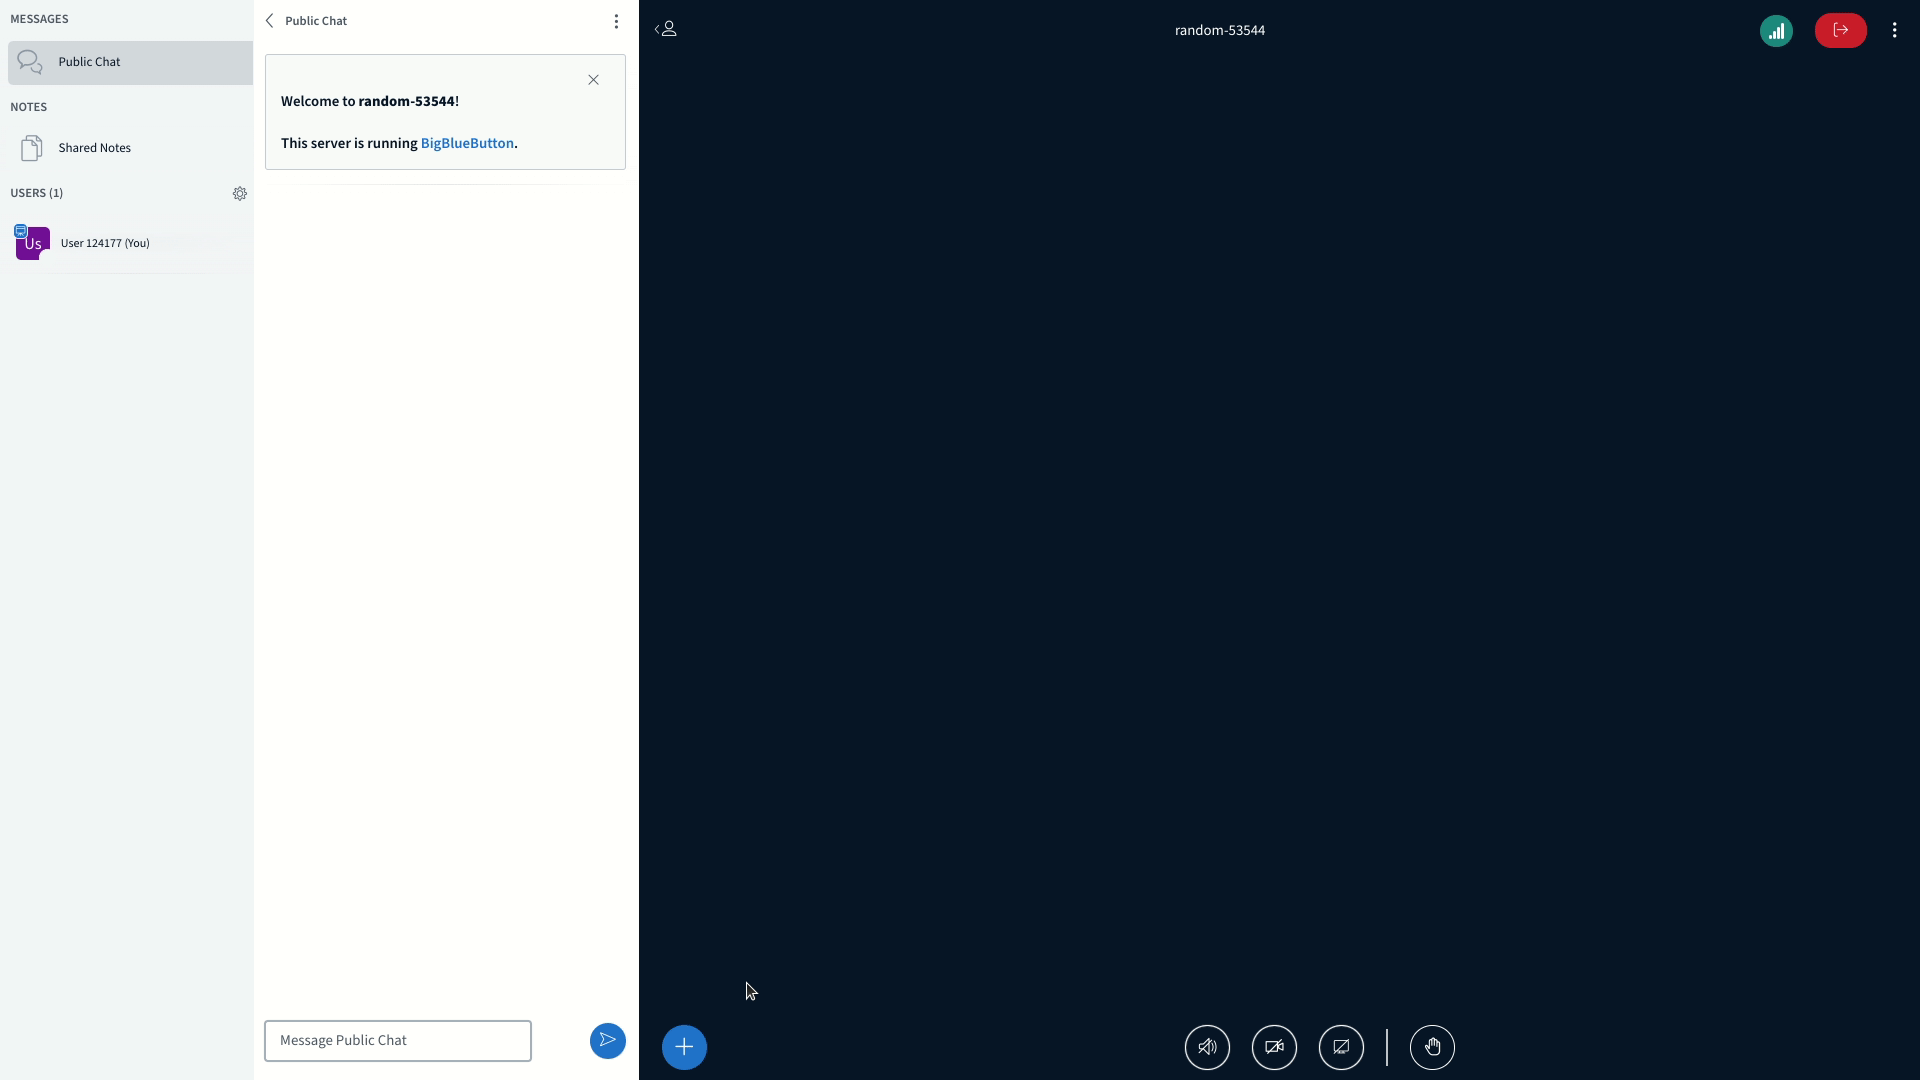 MESSAGES
Public Chat
NOTES
Shared Notes
USERS (1)
Us
User 124177 (You)
Public Chat
Welcome to random-53544!
This server is running BigBlueButton.
Message Public Chat
random-53544